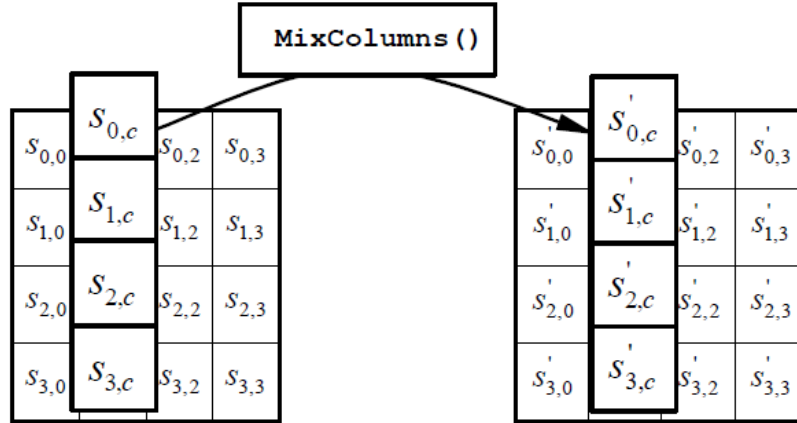 MixColumns()
s0,c s'0,c
s0,0 s0,2 s0,3 s'0,0 s'0,2 s'0,3
s1,c s'1,c
s1,0 s1,2 s1,3 s'1,0 s'1,2 s'1,3
s2,c s'2,c
s2,0 s2,2 s2,3 s'2,0 s'2,2 s'2,3
s3,c s'3,c
s3,0 s3,2 s3,3 s'3,0 s'3,2 s'3,3